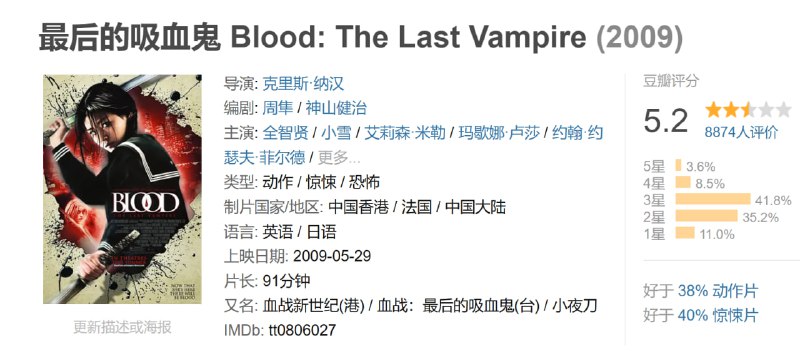 最后的吸血鬼 Blood: The Last Vampire (2009)
BLOOD
THE LAST VAMPIRE
导演: 克里斯·纳汉
编剧: 周隼 / 神山健治
主演: 全智贤 / 小雪 / 艾莉森·米勒 / 玛歇娜·卢莎 / 约翰·约
瑟夫·菲尔德 / 更多...
类型: 动作 / 惊悚 / 恐怖
制片国家/地区: 中国香港 / 法国 / 中国大陆
语言: 英语 / 日语
上映日期: 2009-05-29
片长: 91分钟
又名: 血战新世纪(港) / 血战：最后的吸血鬼(台) / 小夜刀
IMDb: tt0806027
更新描述或海报
豆瓣评分
5.2
8874人评价
5星 3.6%
4星 8.5%
3星 41.8%
2星 35.2%
1星 11.0%
好于 38% 动作片
好于 40% 惊悚片